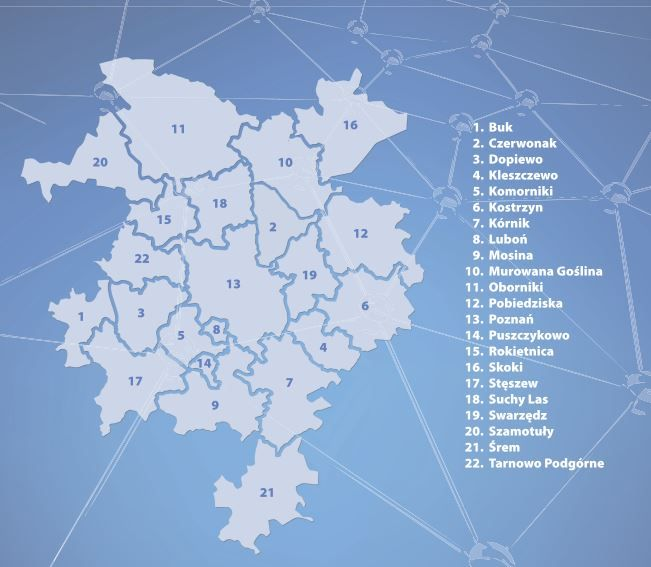 11
16
20
10
18
15
2
12
22
13
19
6
1
3
8
5
4
14
17
7
9
21
1. Buk
2. Czerwonak
3. Dopiewo
4. Kleszczewo
5. Komorniki
6. Kostrzyn
7. Kórnik
8. Luboń
9. Mosina
10. Murowana Goślina
11. Oborniki
12. Pobiedziska
13. Poznań
14. Puszczykowo
15. Rokietnica
16. Skoki
17. Stęszew
18. Suchy Las
19. Swarzędz
20. Szamotuły
21. Śrem
22. Tarnowo Podgórne